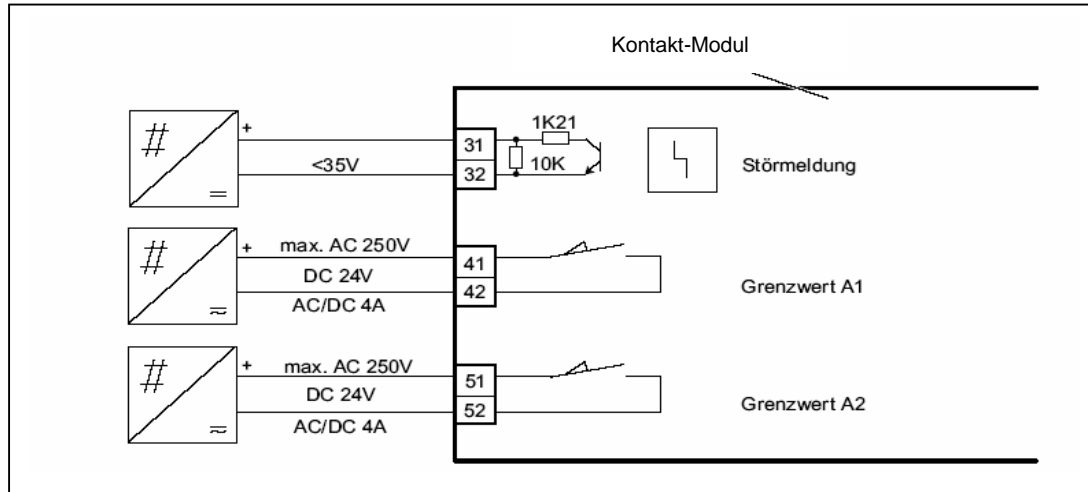 Kontakt-Modul
+
<35V
31
32
1K21
10K
Störmeldung
+
max. AC 250V
DC 24V
AC/DC 4A
41
42
Grenzwert A1
+
max. AC 250V
DC 24V
AC/DC 4A
51
52
Grenzwert A2